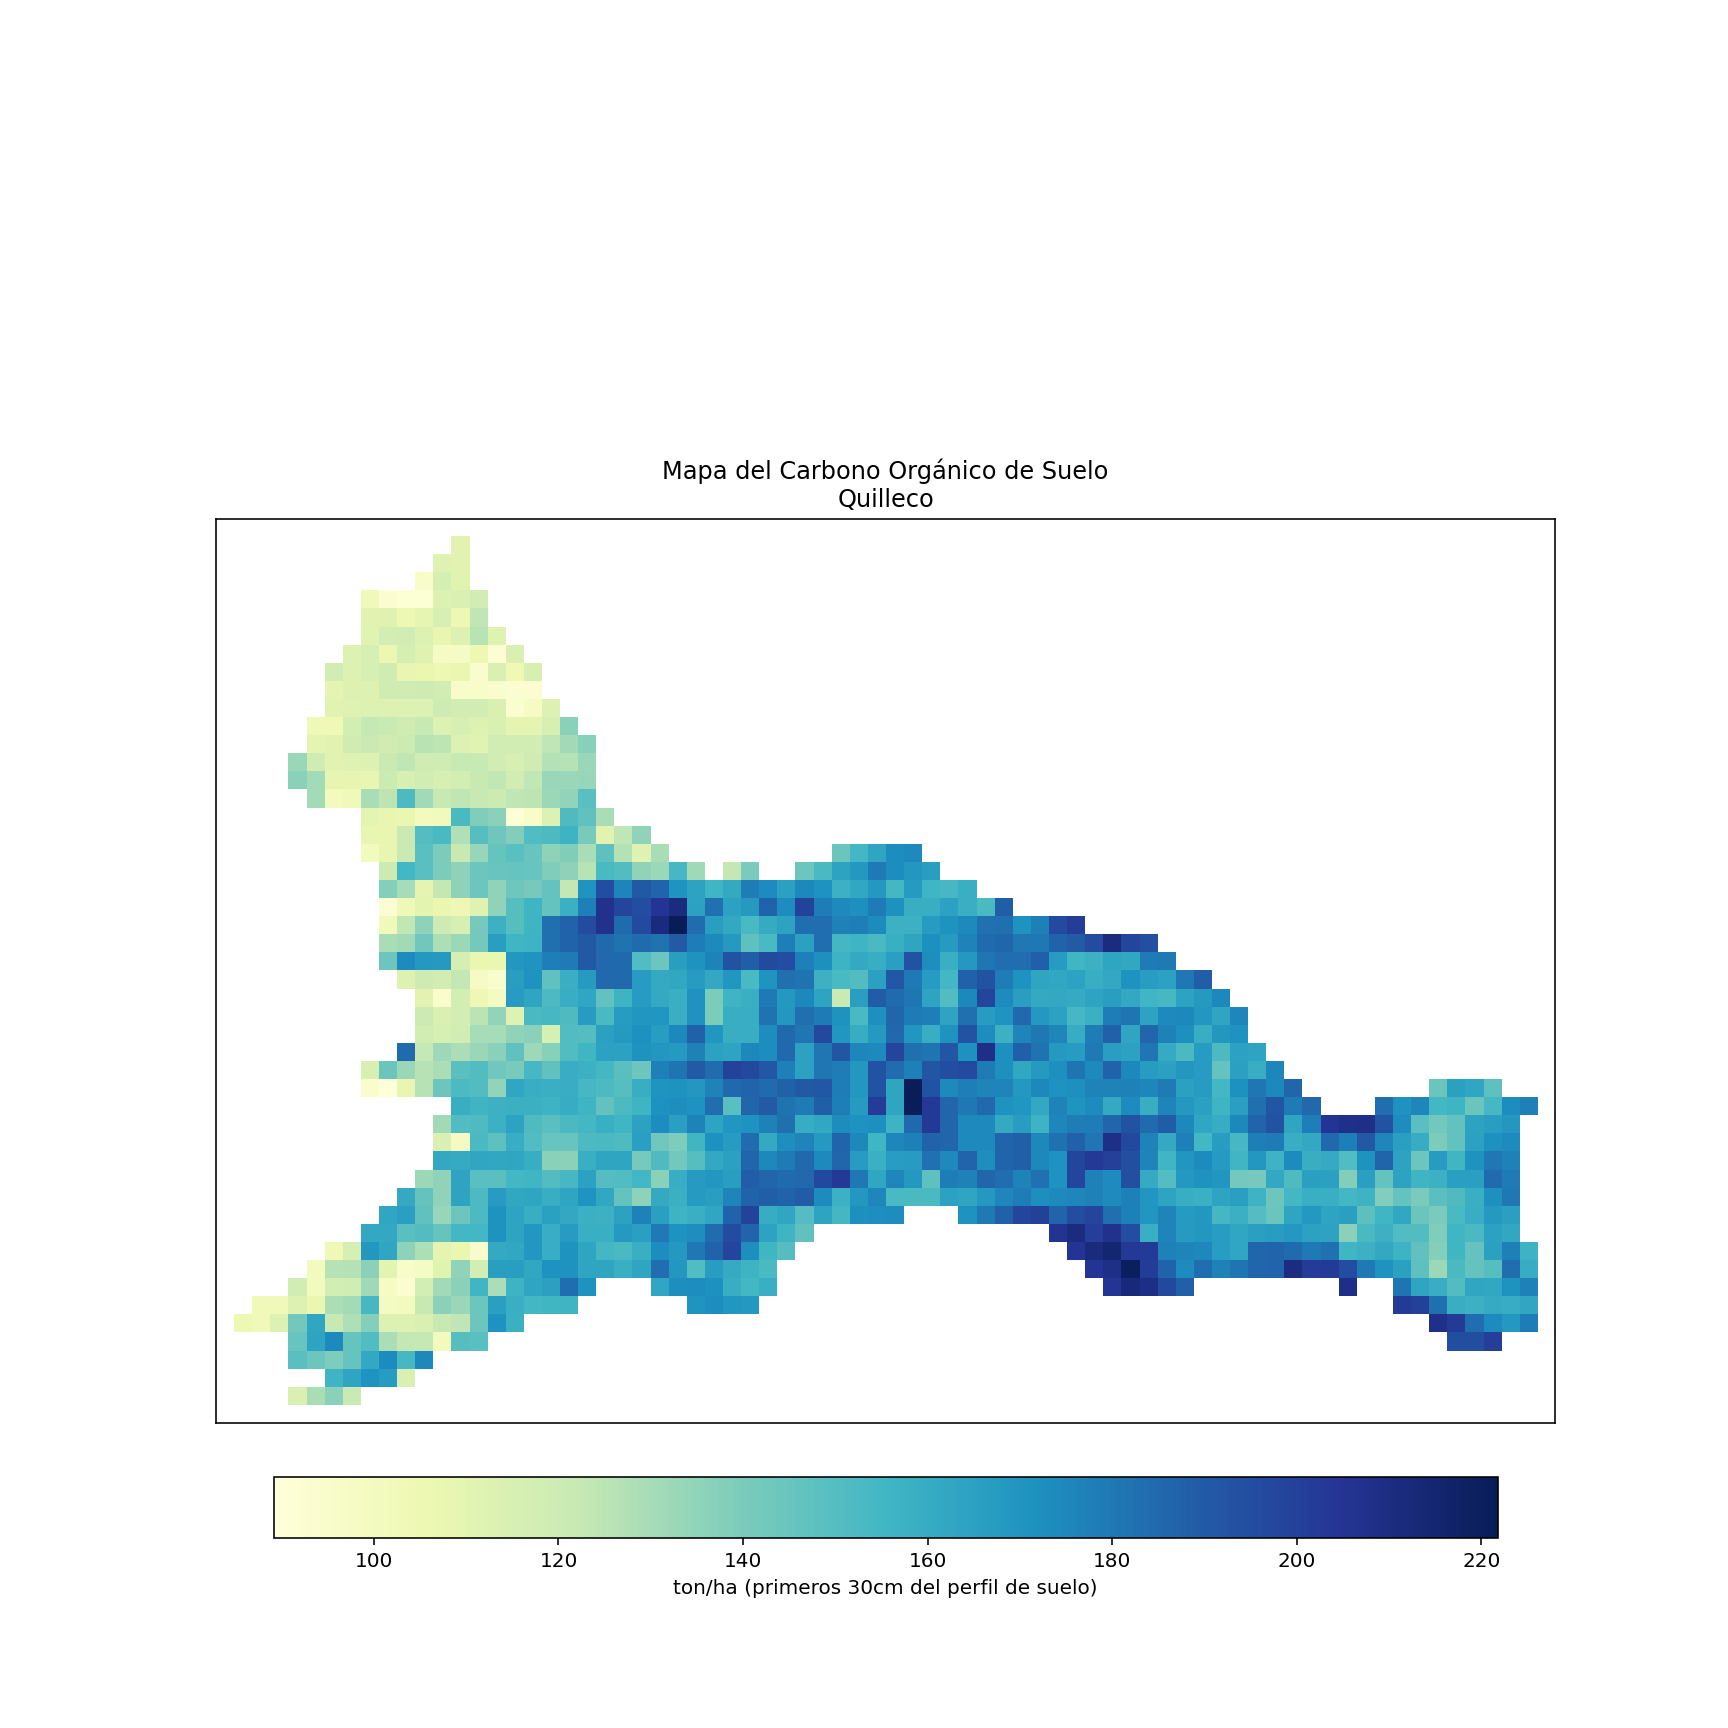 Mapa del Carbono Orgánico de Suelo
Quilleco
100 120 140 160 180 200 220
ton/ha (primeros 30cm del perfil de suelo)